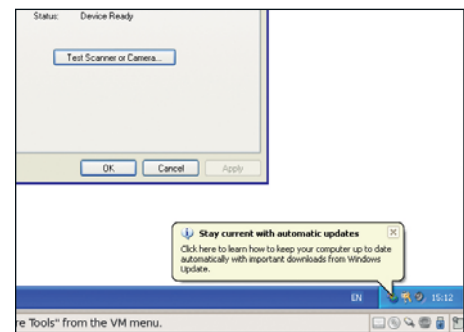 Status: Device Ready
Test Scanner or Camera...
OK Cancel Apply
Stay current with automatic updates
Click here to learn how to keep your computer up to date
automatically with important downloads from Windows
Update.
EN 15:12
re Tools" from the VM menu.